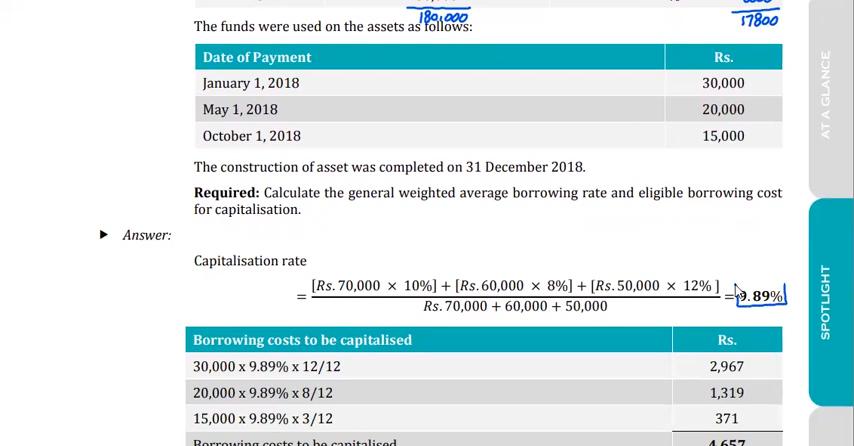 180,000
17800
The funds were used on the assets as follows:
Date of Payment Rs.
January 1, 2018 30,000
May 1, 2018 20,000
October 1, 2018 15,000
The construction of asset was completed on 31 December 2018.
Required: Calculate the general weighted average borrowing rate and eligible borrowing cost
for capitalisation.
Answer:
Capitalisation rate
= [Rs. 70,000 × 10%] + [Rs. 60,000 × 8%] + [Rs. 50,000 × 12% ] = 9.89%
Rs. 70,000 + 60,000 + 50,000
Borrowing costs to be capitalised Rs.
30,000 x 9.89% x 12/12 2,967
20,000 x 9.89% x 8/12 1,319
15,000 x 9.89% x 3/12 371
Borrowing costs to be capitalised 4,657
AT A GLANCE
SPOTLIGHT